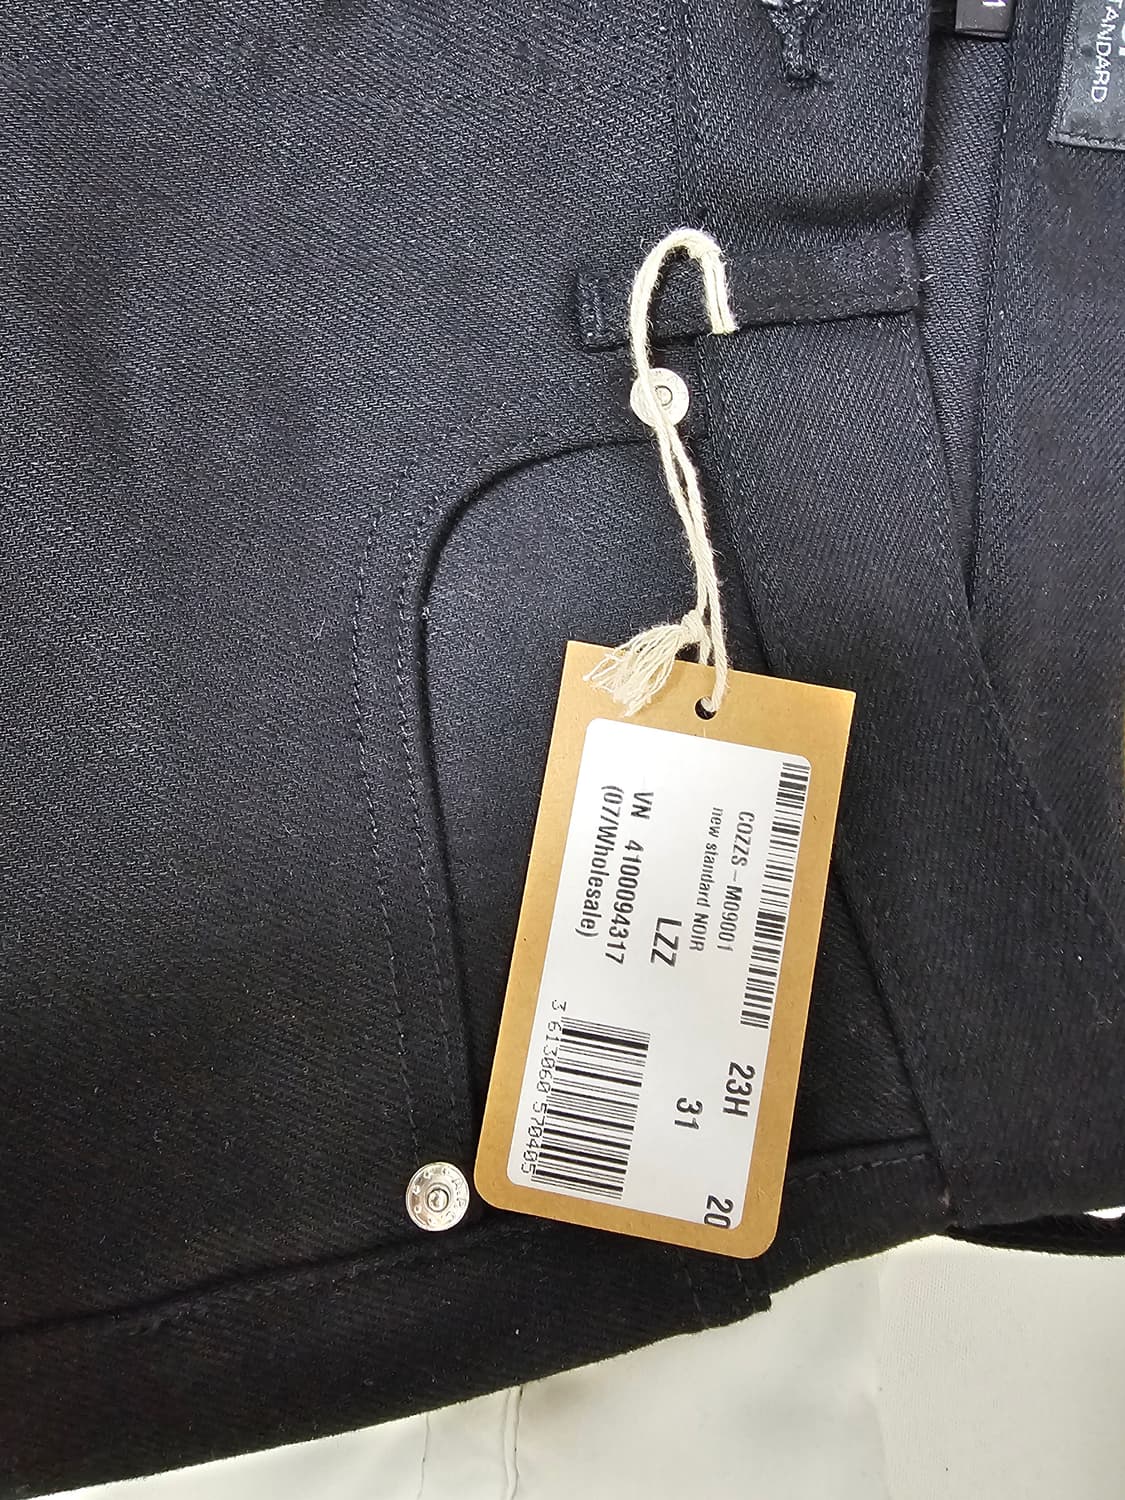 COZZS - M09001
new standard NOIR
23H
LZZ
31
20
VN 4100094317
(07/Wholesale)
3 613060 570405
STANDARD